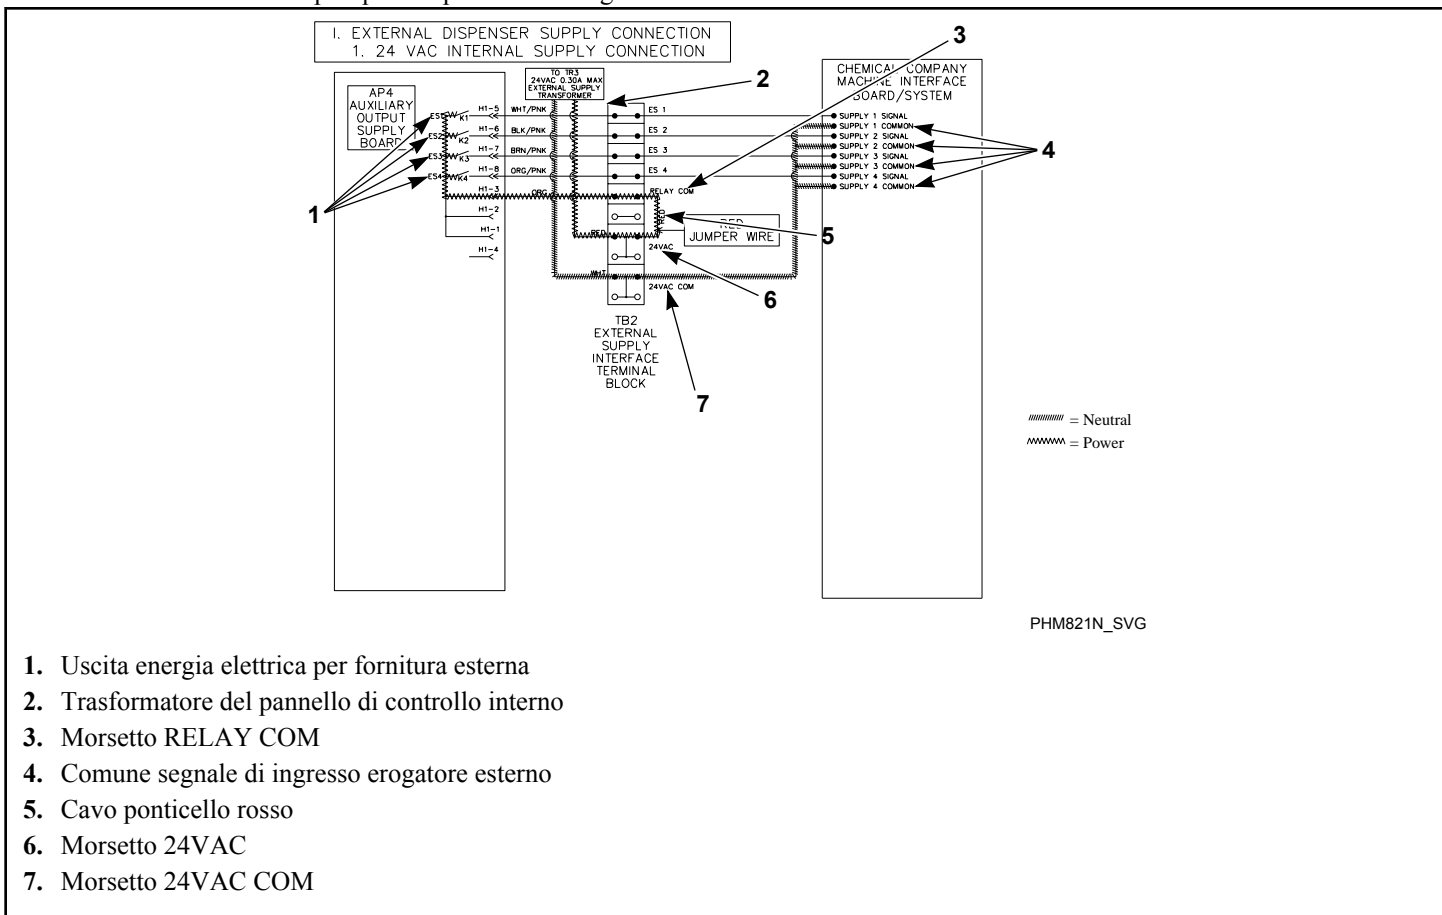 I. EXTERNAL DISPENSER SUPPLY CONNECTION
1. 24 VAC INTERNAL SUPPLY CONNECTION
3
TO TR3
24VAC 0.30A MAX
EXTERNAL SUPPLY
TRANSFORMER
2
CHEMICAL COMPANY
MACHINE INTERFACE
BOARD/SYSTEM
AP4
AUXILIARY
OUTPUT
SUPPLY
BOARD
ES1 K1 H1-5 WHT/PNK ES 1 SUPPLY 1 SIGNAL
SUPPLY 1 COMMON
ES2 K2 H1-6 BLK/PNK ES 2 SUPPLY 2 SIGNAL
SUPPLY 2 COMMON
ES3 K3 H1-7 BRN/PNK ES 3 SUPPLY 3 SIGNAL
4
SUPPLY 3 COMMON
ES4 K4 H1-8 ORG/PNK ES 4 SUPPLY 4 SIGNAL
SUPPLY 4 COMMON
H1-3 ORG RELAY COM
1
H1-2
RED
RED
JUMPER WIRE
5
H1-1 RED
24VAC
H1-4
WHT
24VAC COM
6
TB2
EXTERNAL
SUPPLY
INTERFACE
TERMINAL
BLOCK
7
= Neutral
= Power
PHM821N_SVG
1. Uscita energia elettrica per fornitura esterna
2. Trasformatore del pannello di controllo interno
3. Morsetto RELAY COM
4. Comune segnale di ingresso erogatore esterno
5. Cavo ponticello rosso
6. Morsetto 24VAC
7. Morsetto 24VAC COM